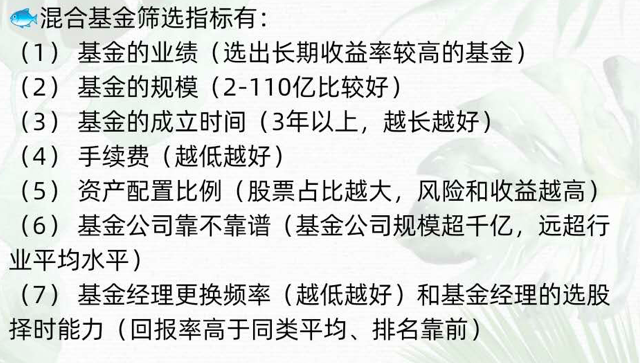 混合基金筛选指标有：
（1） 基金的业绩（选出长期收益率较高的基金）
（2） 基金的规模（2-110亿比较好）
（3） 基金的成立时间（3年以上，越长越好）
（4） 手续费（越低越好）
（5） 资产配置比例（股票占比越大，风险和收益越高）
（6） 基金公司靠不靠谱（基金公司规模超千亿，远超行
业平均水平）
（7） 基金经理更换频率（越低越好）和基金经理的选股
择时能力（回报率高于同类平均、排名靠前）